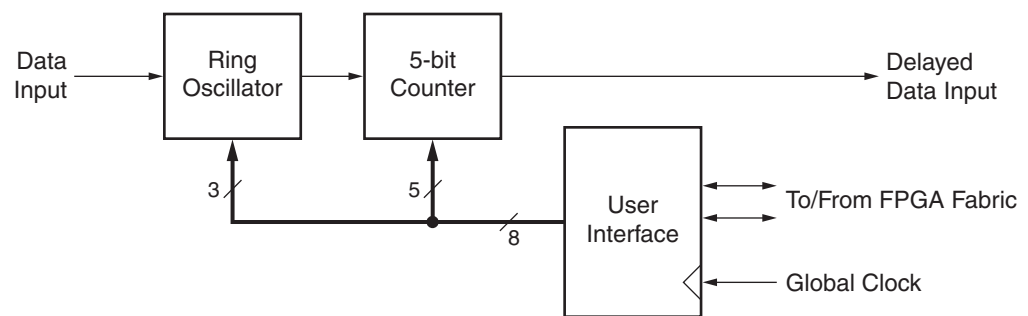 Data
Input
Ring
Oscillator
5-bit
Counter
Delayed
Data Input
3
5
8
User
Interface
To/From FPGA Fabric
Global Clock